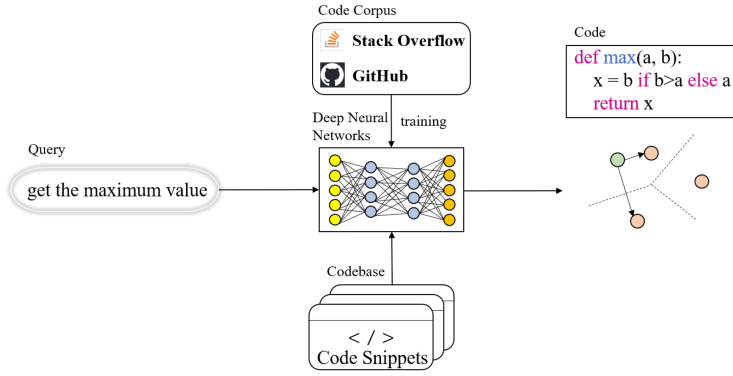 Code Corpus
Stack Overflow
GitHub
Code
def max(a, b):
x = b if b>a else a
return x
Deep Neural
Networks
training
Query
get the maximum value
Codebase
< / >
Code Snippets